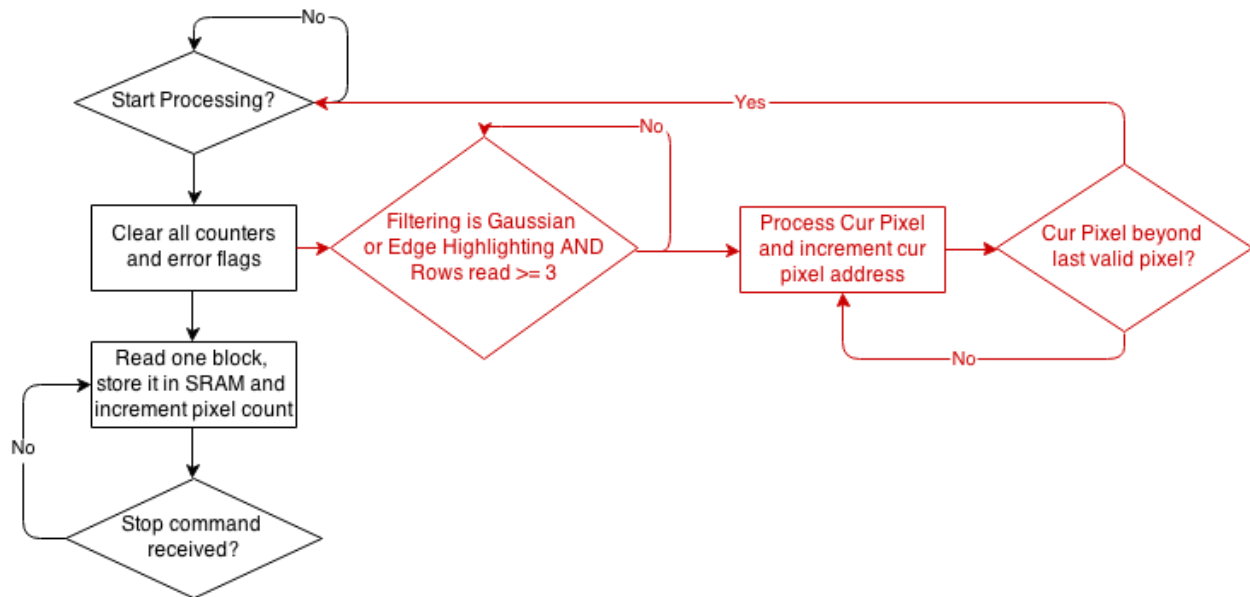 No
Start Processing?
Yes
No
Filtering is Gaussian
or Edge Highlighting AND
Rows read >= 3
Process Cur Pixel
and increment cur
pixel address
Cur Pixel beyond
last valid pixel?
Clear all counters
and error flags
No
Read one block,
store it in SRAM and
increment pixel count
No
Stop command
received?